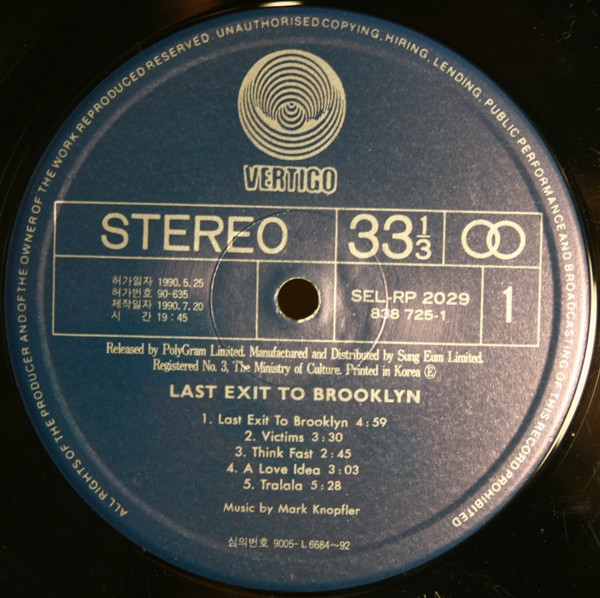 ALL RIGHTS OF THE PRODUCER AND OF THE OWNER OF THE WORK REPRODUCED RESERVED. UNAUTHORISED COPYING, HIRING, LENDING, PUBLIC PERFORMANCE AND BROADCASTING OF THIS RECORD PROHIBITED
VERTIGO
STEREO
33 1/3
허가일자 1990.5.25
허가번호 90-635
제작일자 1990.7.20
시 간 19:45
SEL-RP 2029
838 725-1
1
Released by PolyGram Limited. Manufactured and Distributed by Sung Eum Limited.
Registered No. 3, The Ministry of Culture. Printed in Korea Ⓔ
LAST EXIT TO BROOKLYN
1. Last Exit To Brooklyn 4:59
2. Victims 3:30
3. Think Fast 2:45
4. A Love Idea 3:03
5. Tralala 5:28
Music by Mark Knopfler
심의번호 9005-L6684~92